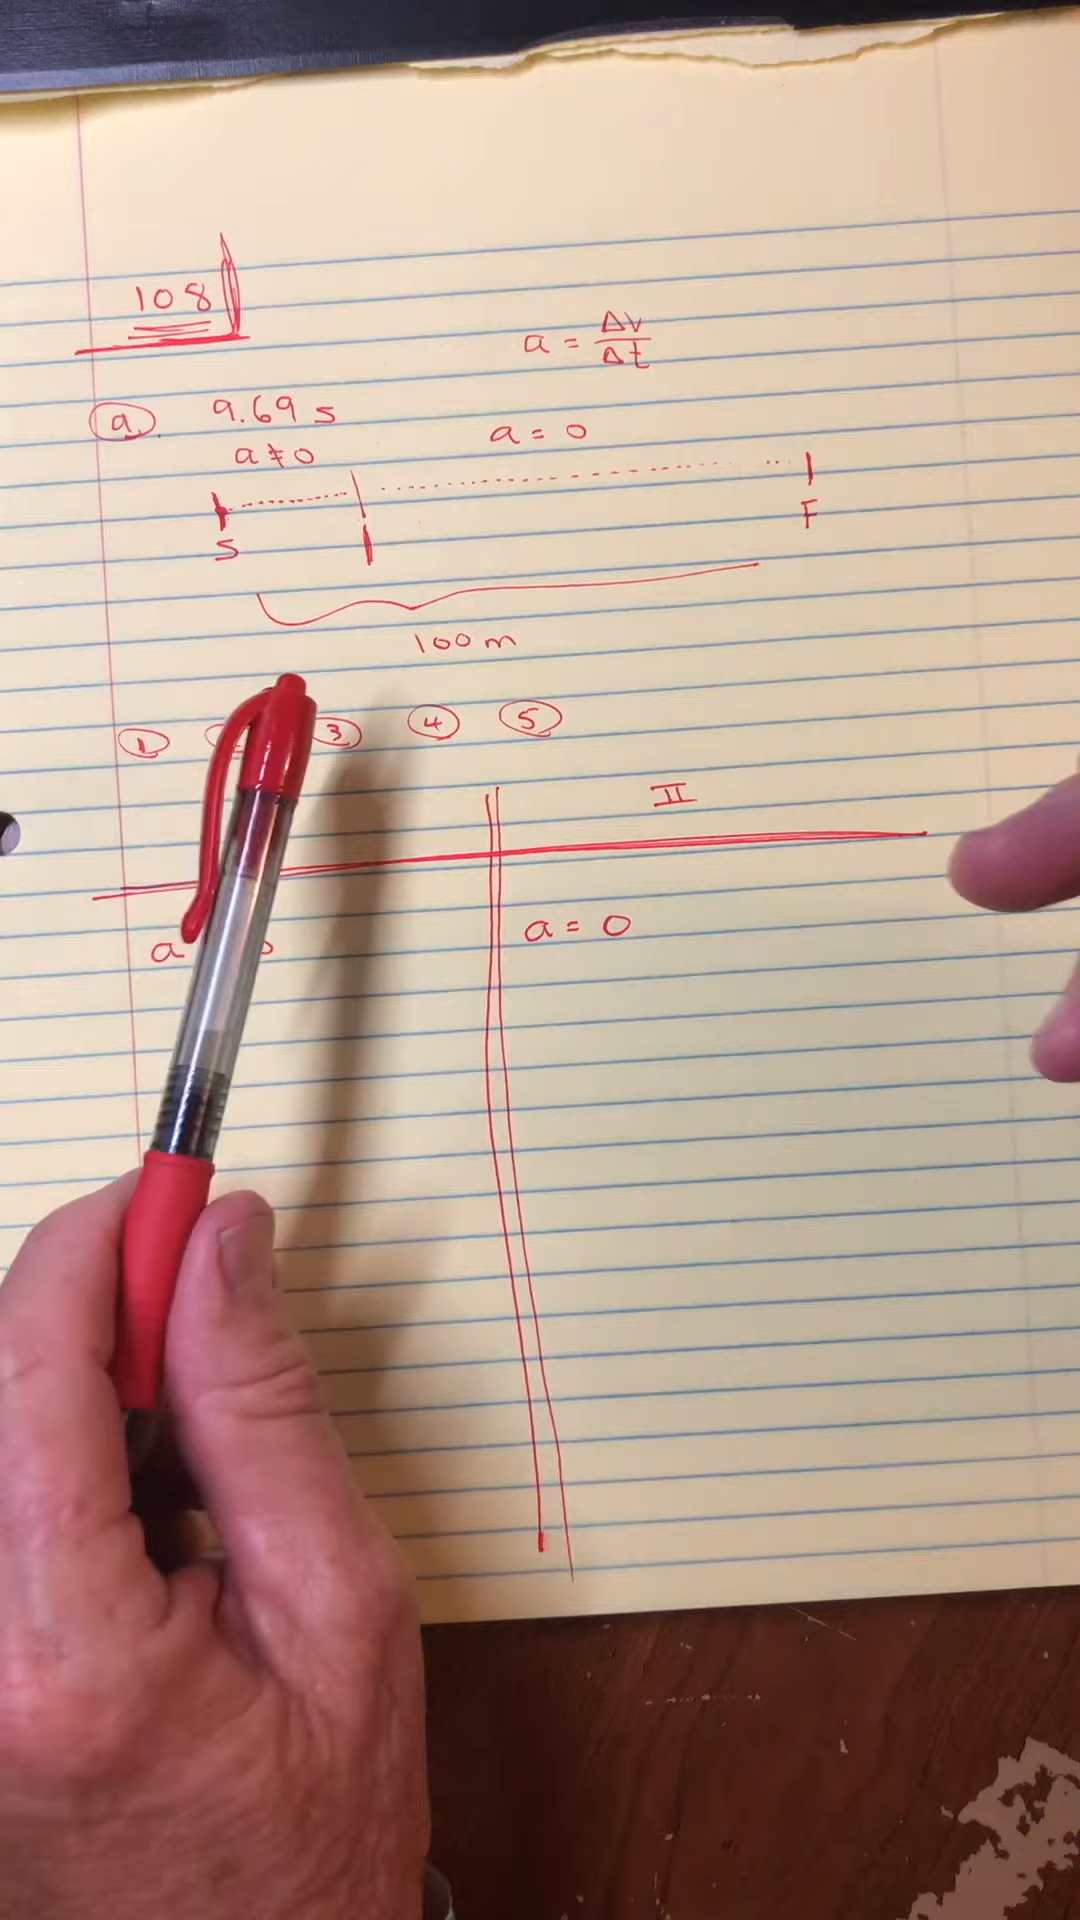 108
a = Δv/Δt
a. 9.69 s
a ≠ 0
a = 0
S
F
100 m
1 3 4 5
II
a
a = 0